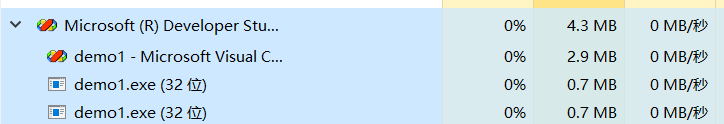 Microsoft (R) Developer Stu... 0% 4.3 MB 0 MB/秒
demo1 - Microsoft Visual C... 0% 2.9 MB 0 MB/秒
demo1.exe (32 位) 0% 0.7 MB 0 MB/秒
demo1.exe (32 位) 0% 0.7 MB 0 MB/秒